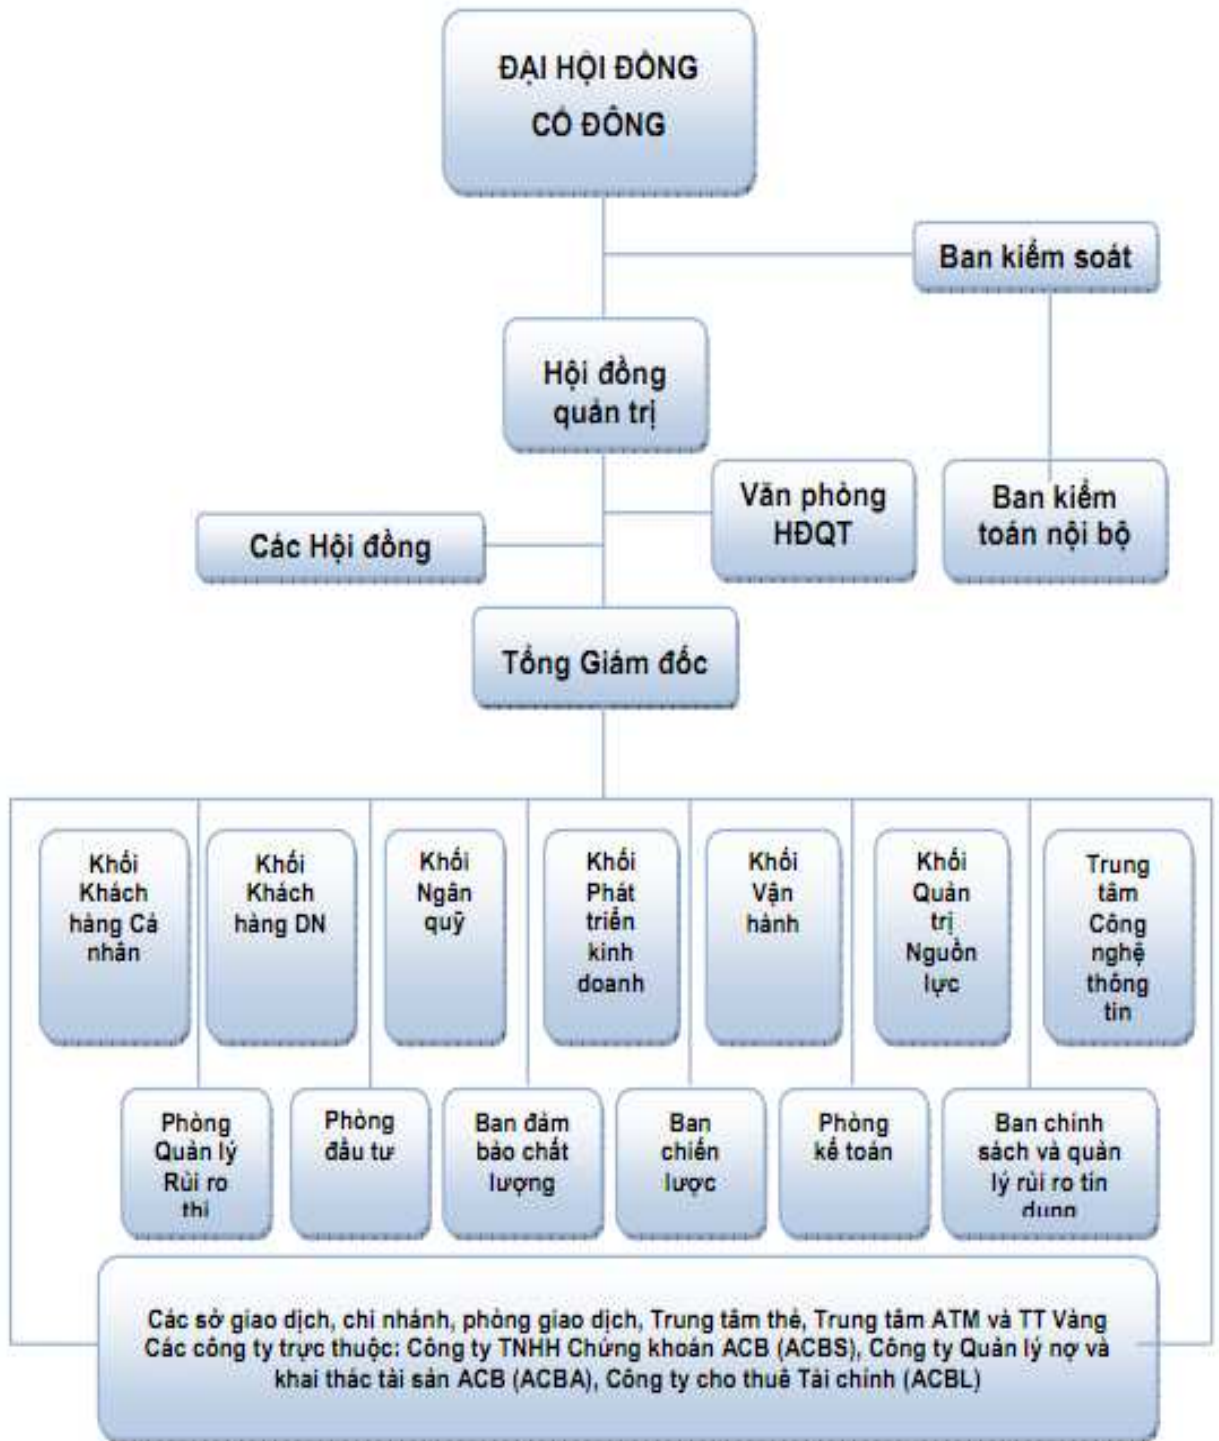 ĐẠI HỘI ĐỒNG
CỔ ĐÔNG
Ban kiểm soát
Hội đồng
quản trị
Văn phòng
HĐQT
Ban kiểm
toán nội bộ
Các Hội đồng
Tổng Giám đốc
Khối
Khách
hàng Cá
nhân
Khối
Khách
hàng DN
Khối
Ngân
quỹ
Khối
Phát
triển
kinh
doanh
Khối
Vận
hành
Khối
Quản
trị
Nguồn
lực
Trung
tâm
Công
nghệ
thông
tin
Phòng
Quản lý
Rủi ro
thị
Phòng
đầu tư
Ban đảm
bảo chất
lượng
Ban
chiến
lược
Phòng
kế toán
Ban chính
sách và quản
lý rủi ro tín
dụng
Các sở giao dịch, chi nhánh, phòng giao dịch, Trung tâm thẻ, Trung tâm ATM và TT Vàng
Các công ty trực thuộc: Công ty TNHH Chứng khoán ACB (ACBS), Công ty Quản lý nợ và
khai thác tài sản ACB (ACBA), Công ty cho thuê Tài chính (ACBL)